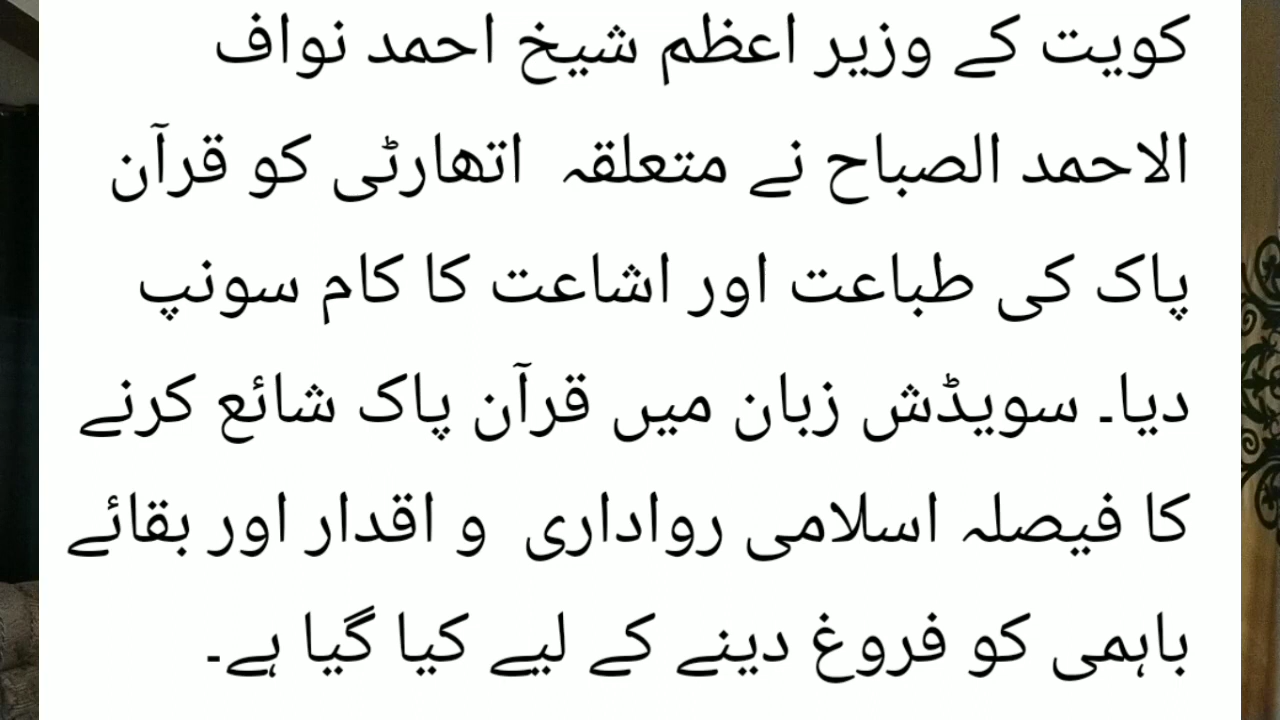 کویت کے وزیر اعظم شیخ احمد نواف
الاحمد الصباح نے متعلقہ اتھارٹی کو قرآن
پاک کی طباعت اور اشاعت کا کام سونپ
دیا۔ سویڈش زبان میں قرآن پاک شائع کرنے
کا فیصلہ اسلامی رواداری و اقدار اور بقائے
باہمی کو فروغ دینے کے لیے کیا گیا ہے۔